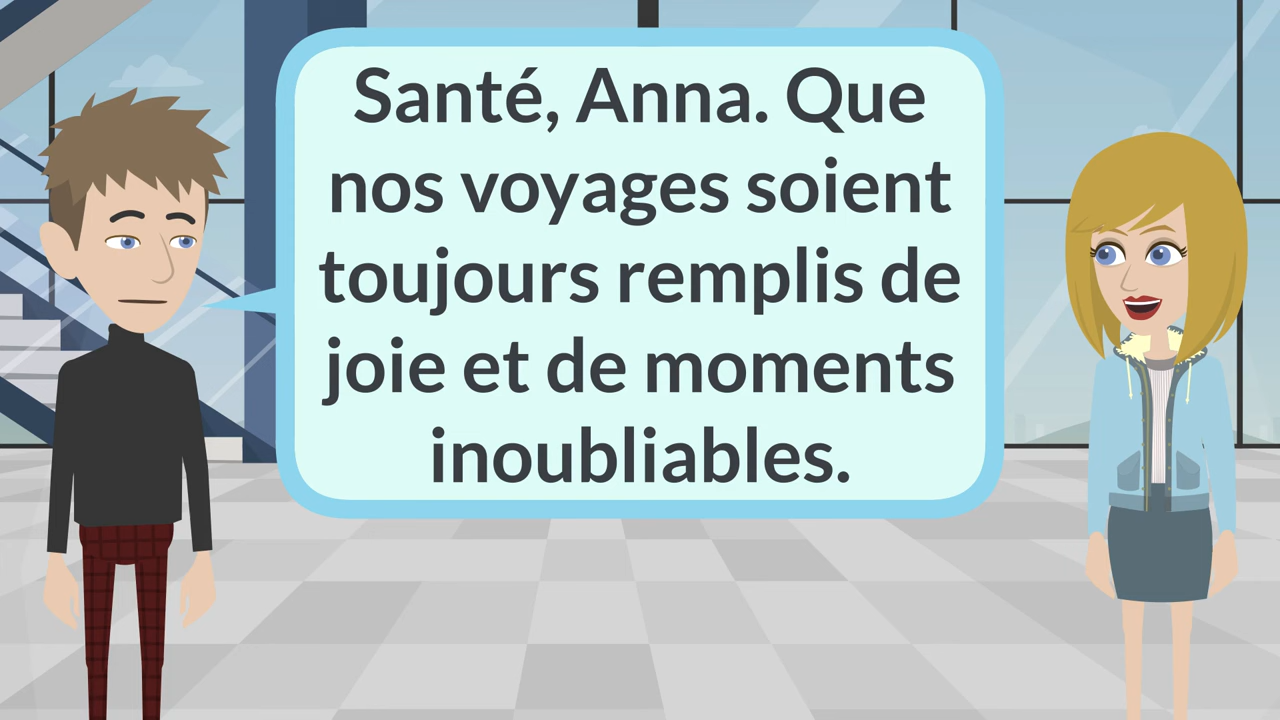 Santé, Anna. Que
nos voyages soient
toujours remplis de
joie et de moments
inoubliables.